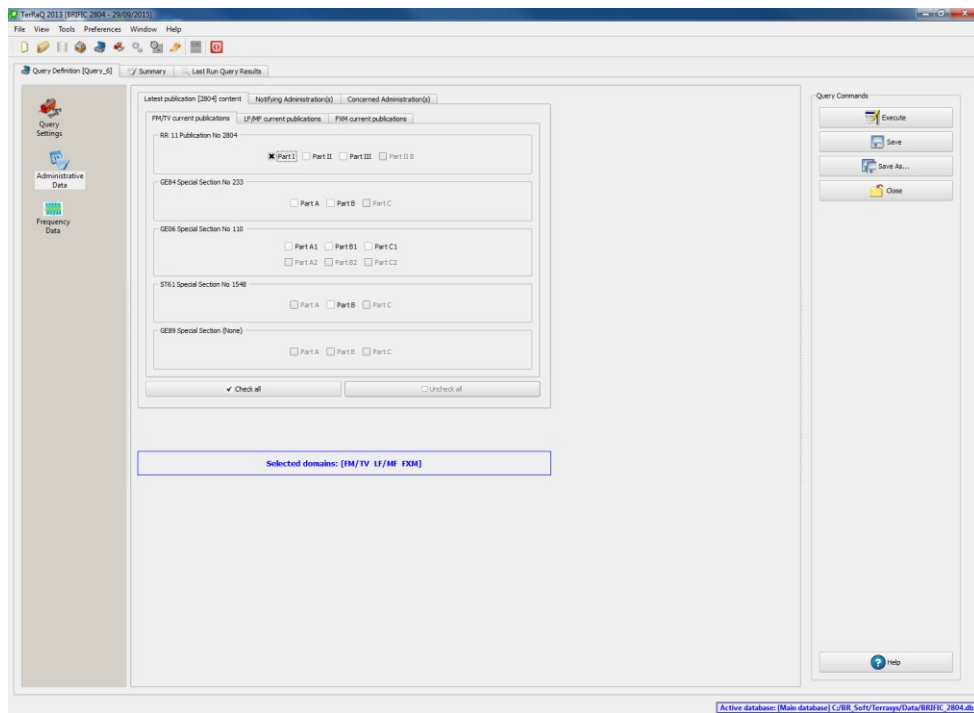 TerRaQ 2013 [BRIFIC 2804 - 29/09/2015]
File View Tools Preferences Window Help
Query Definition [Query_6] Summary Last Run Query Results
Query Settings
Administrative Data
Frequency Data
Latest publication [2804] content Notifying Administration(s) Concerned Administration(s)
FM/TV current publications LF/MF current publications FXM current publications
RR 11 Publication No 2804
Part I Part II Part III Part II B
GE84 Special Section No 233
Part A Part B Part C
GE06 Special Section No 110
Part A1 Part B1 Part C1
Part A2 Part B2 Part C2
ST61 Special Section No 1548
Part A Part B Part C
GE89 Special Section (None)
Part A Part B Part C
Check all Uncheck all
Selected domains: [FM/TV LF/MF FXM]
Query Commands
Execute
Save
Save As...
Close
Help
Active database: [Main database] C:/BR_Soft/Terrasys/Data/BRIFIC_2804.db